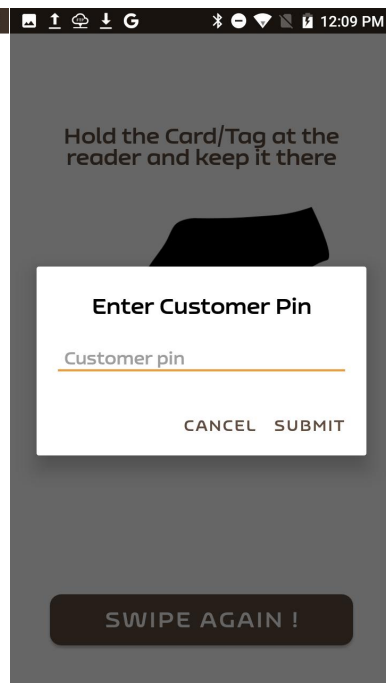 G
12:09 PM
Hold the Card/Tag at the
reader and keep it there
Enter Customer Pin
Customer pin
CANCEL SUBMIT
SWIPE AGAIN !